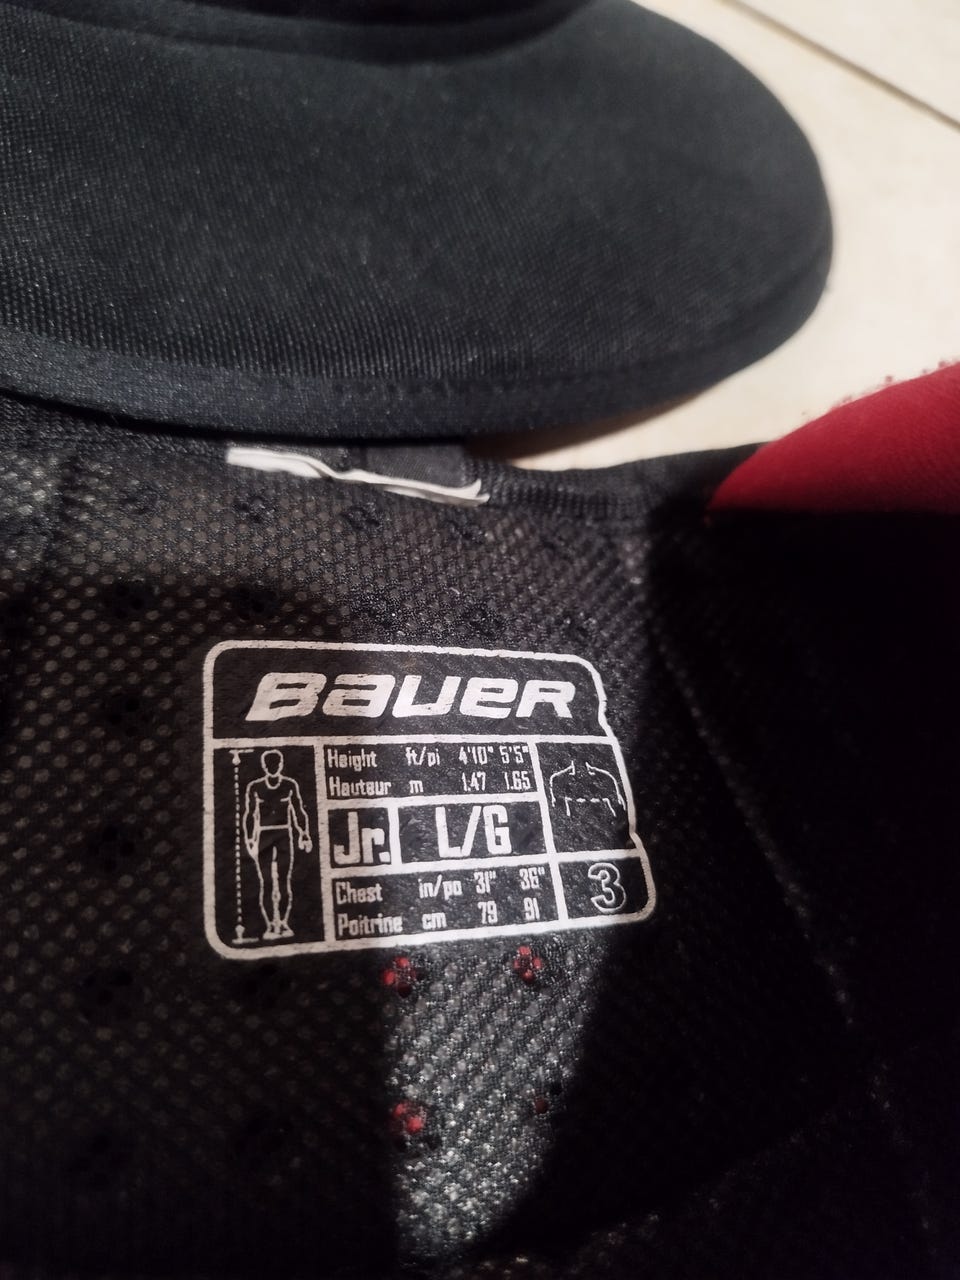 BAUER
Height ft/pi 4'10" 5'5"
Hauteur m 1.47 1.65
Jr. L/G
Chest in/po 31" 36"
Poitrine cm 79 91
3